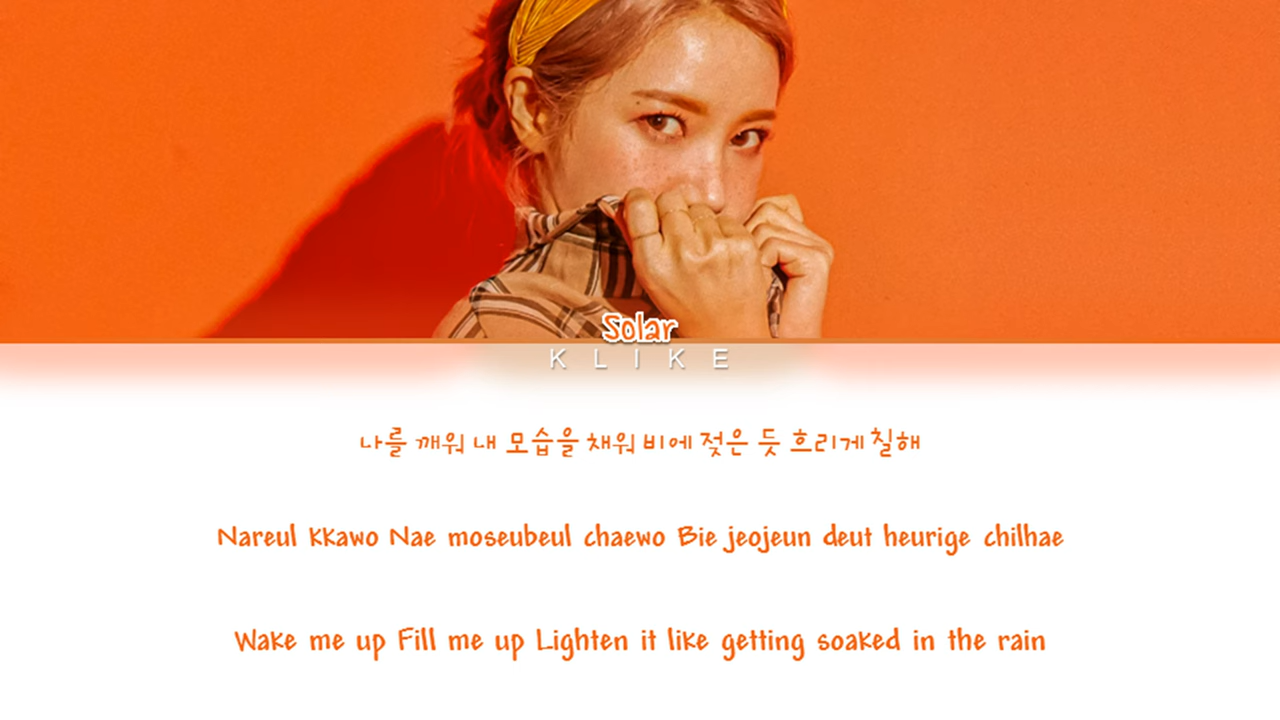 Solar
K L I K E
나를 깨워 내 모습을 채워 비에 젖은 듯 흐리게 칠해
Nareul kkawo Nae moseubeul chaewo Bie jeojeun deut heurige chilhae
Wake me up Fill me up Lighten it like getting soaked in the rain